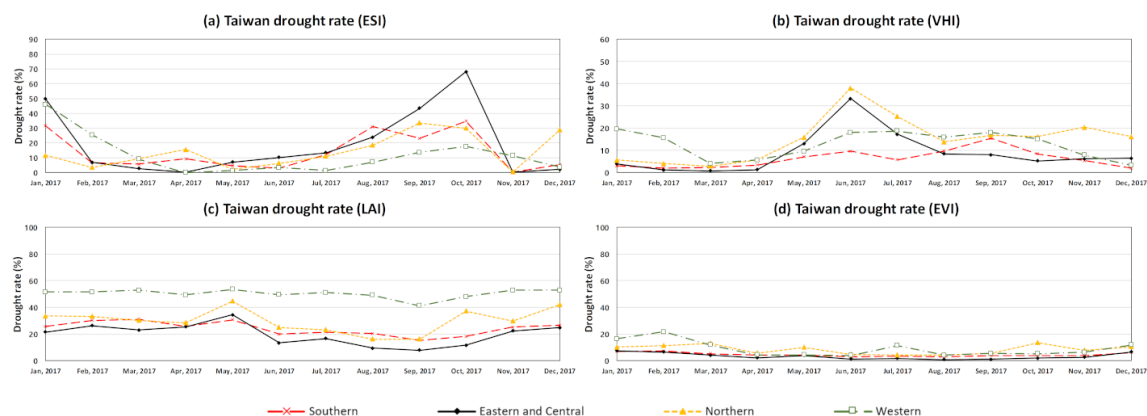 (a) Taiwan drought rate (ESI)
Drought rate (%)
90
80
70
60
50
40
30
20
10
0
Jan, 2017 Feb, 2017 Mar, 2017 Apr, 2017 May, 2017 Jun, 2017 Jul, 2017 Aug, 2017 Sep, 2017 Oct, 2017 Nov, 2017 Dec, 2017
(b) Taiwan drought rate (VHI)
Drought rate (%)
60
50
40
30
20
10
0
Jan, 2017 Feb, 2017 Mar, 2017 Apr, 2017 May, 2017 Jun, 2017 Jul, 2017 Aug, 2017 Sep, 2017 Oct, 2017 Nov, 2017 Dec, 2017
(c) Taiwan drought rate (LAI)
Drought rate (%)
100
80
60
40
20
0
Jan, 2017 Feb, 2017 Mar, 2017 Apr, 2017 May, 2017 Jun, 2017 Jul, 2017 Aug, 2017 Sep, 2017 Oct, 2017 Nov, 2017 Dec, 2017
(d) Taiwan drought rate (EVI)
Drought rate (%)
100
80
60
40
20
0
Jan, 2017 Feb, 2017 Mar, 2017 Apr, 2017 May, 2017 Jun, 2017 Jul, 2017 Aug, 2017 Sep, 2017 Oct, 2017 Nov, 2017 Dec, 2017
Southern Eastern and Central Northern Western